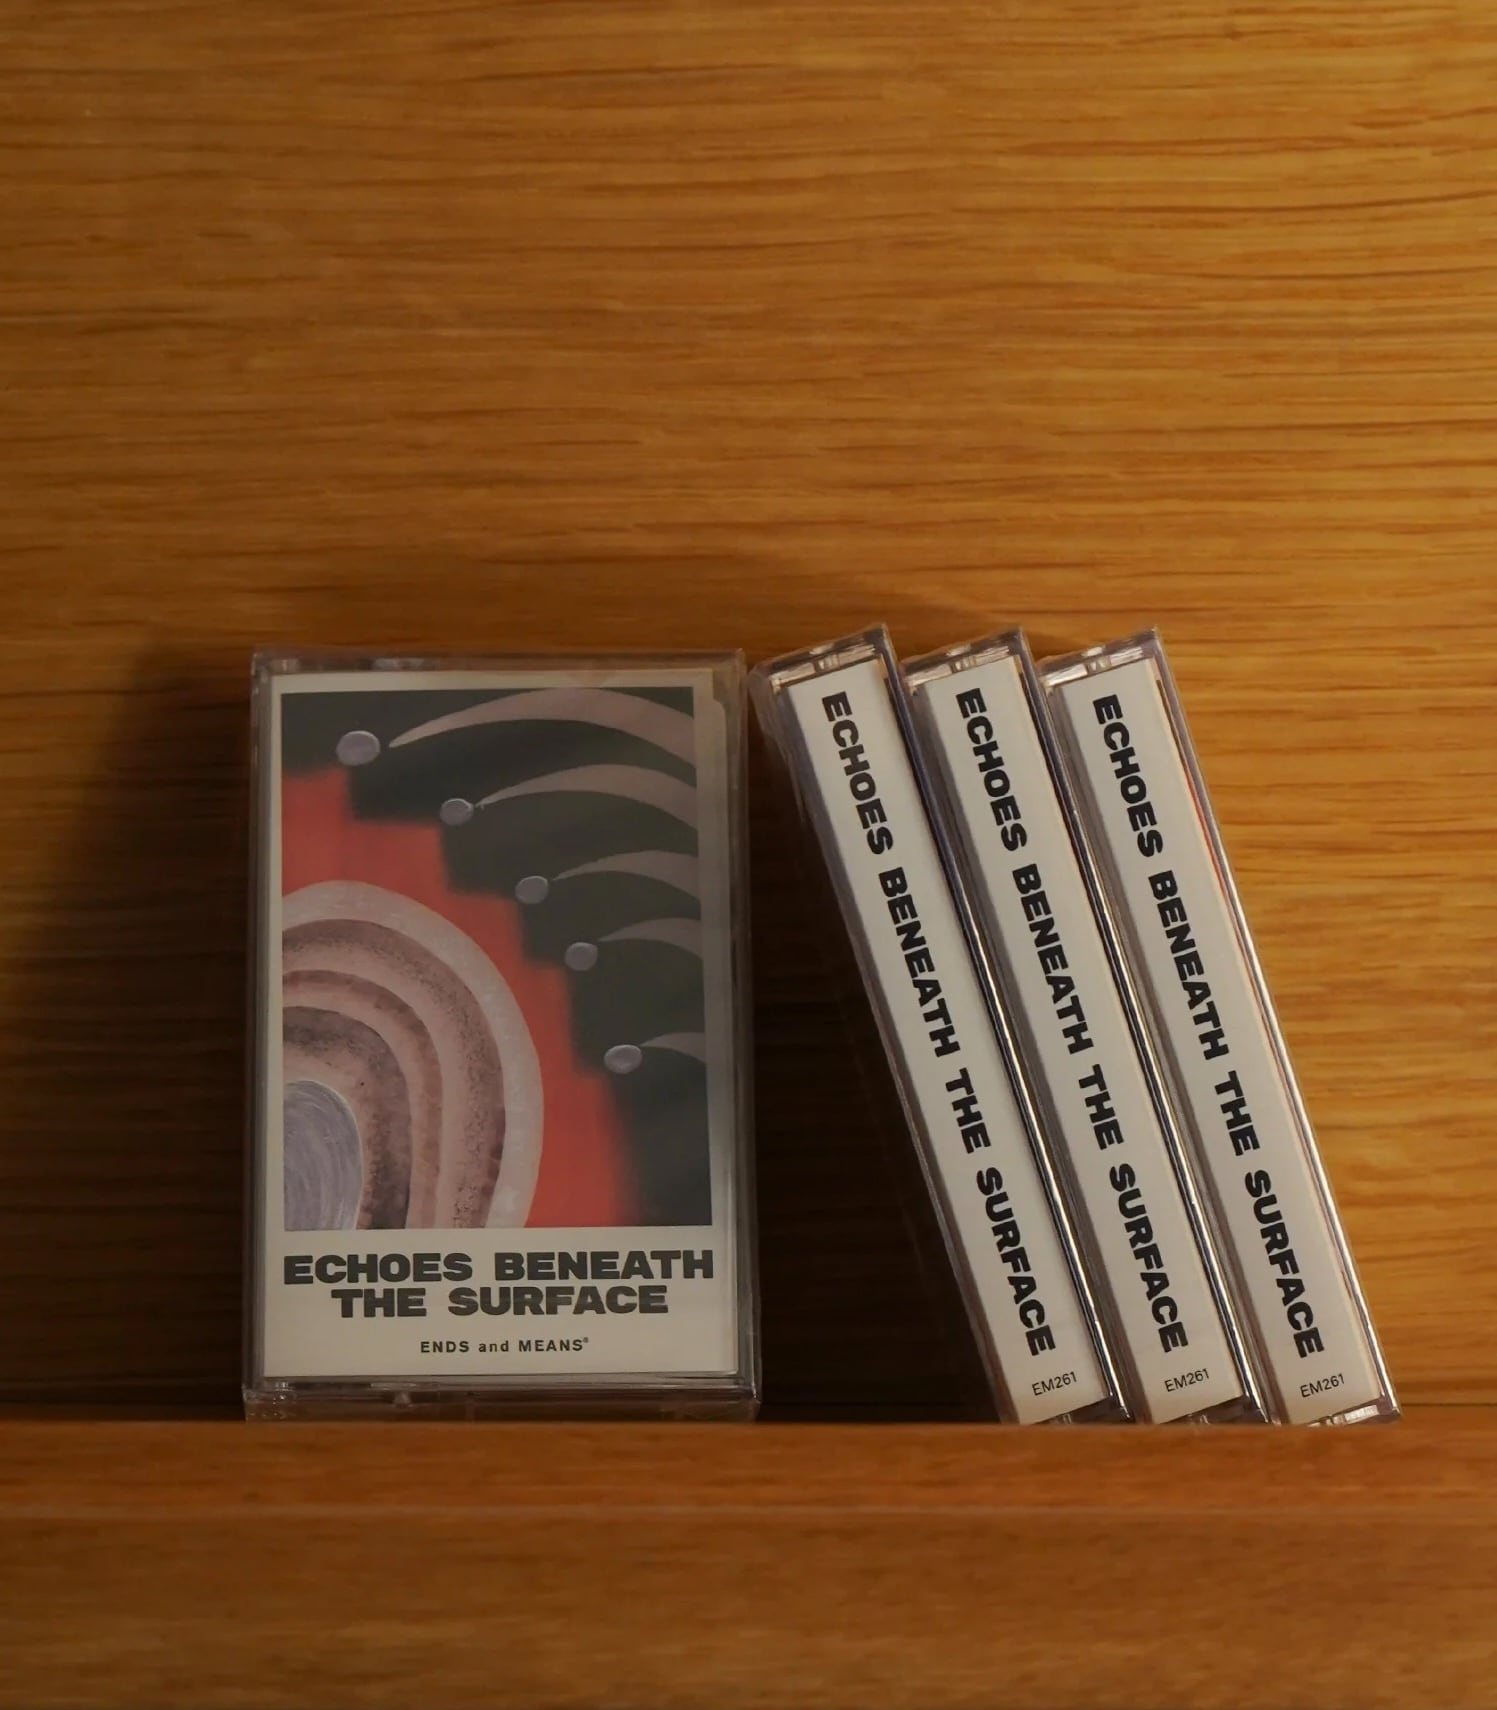 ECHOES BENEATH
THE SURFACE
ENDS and MEANS®
ECHOES BENEATH THE SURFACE
EM261
ECHOES BENEATH THE SURFACE
EM261
ECHOES BENEATH THE SURFACE
EM261